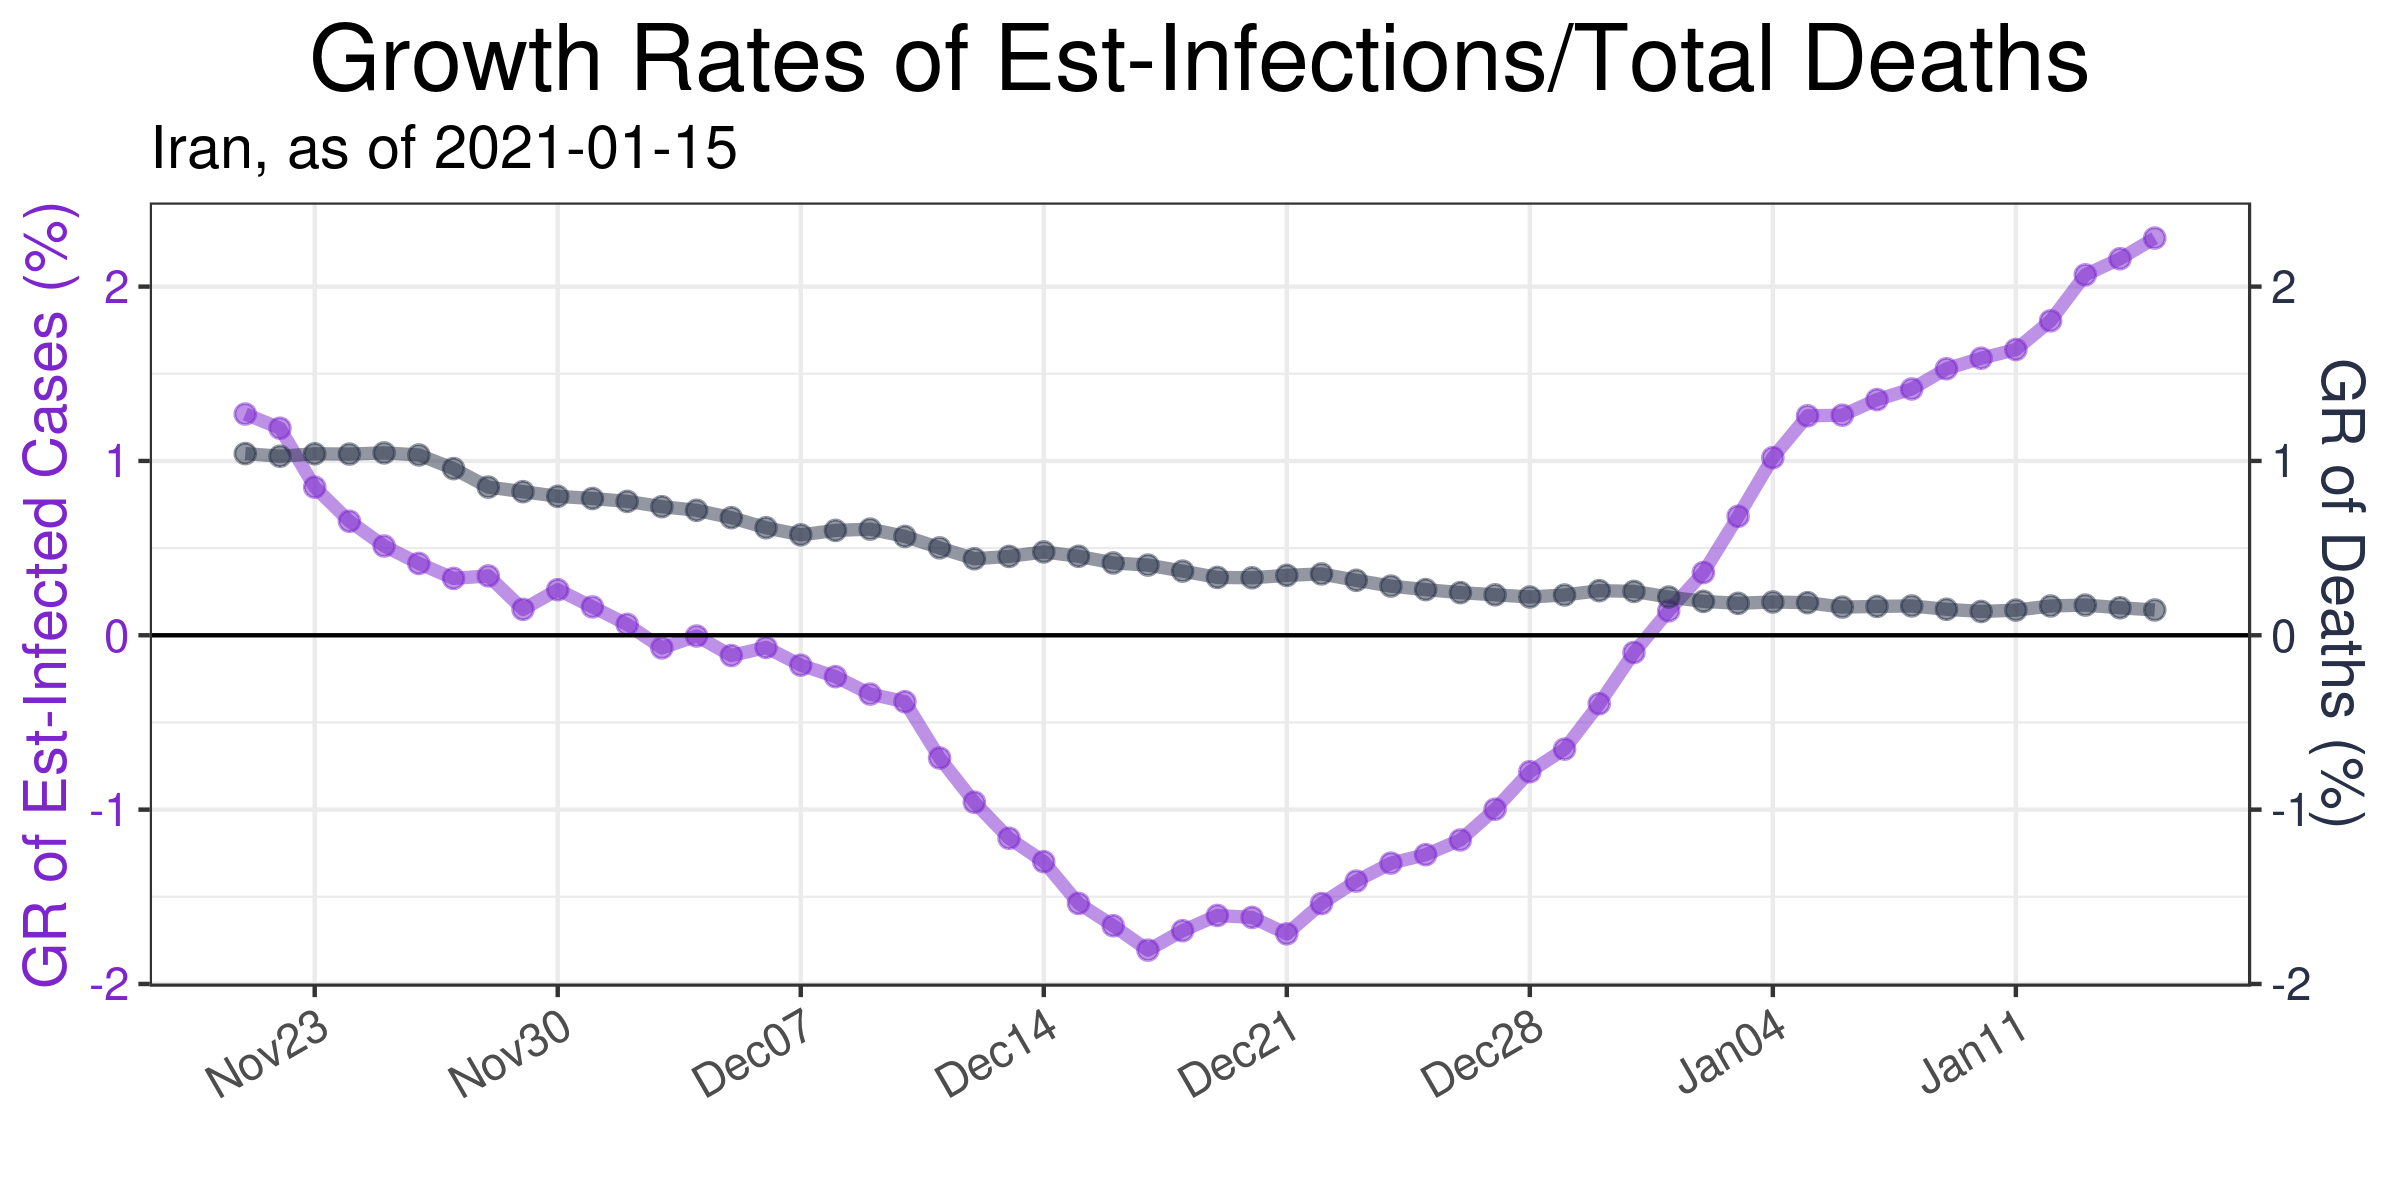 Growth Rates of Est-Infections/Total Deaths
Iran, as of 2021-01-15
GR of Est-Infected Cases (%)
2
1
0
-1
-2
2
1
0
-1
-2
GR of Deaths (%)
Nov23
Nov30
Dec07
Dec14
Dec21
Dec28
Jan04
Jan11